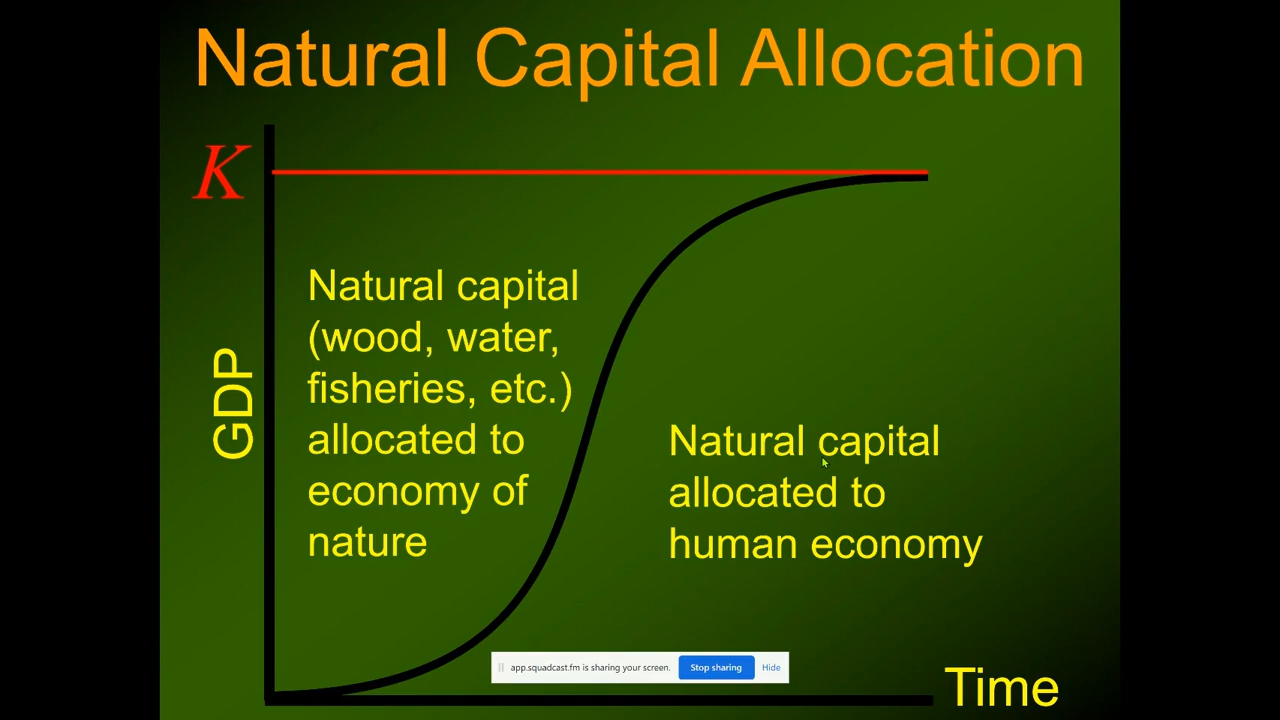 Natural Capital Allocation
K
GDP
Natural capital
(wood, water,
fisheries, etc.)
allocated to
economy of
nature
Natural capital
allocated to
human economy
app.squadcast.fm is sharing your screen. Stop sharing Hide
Time